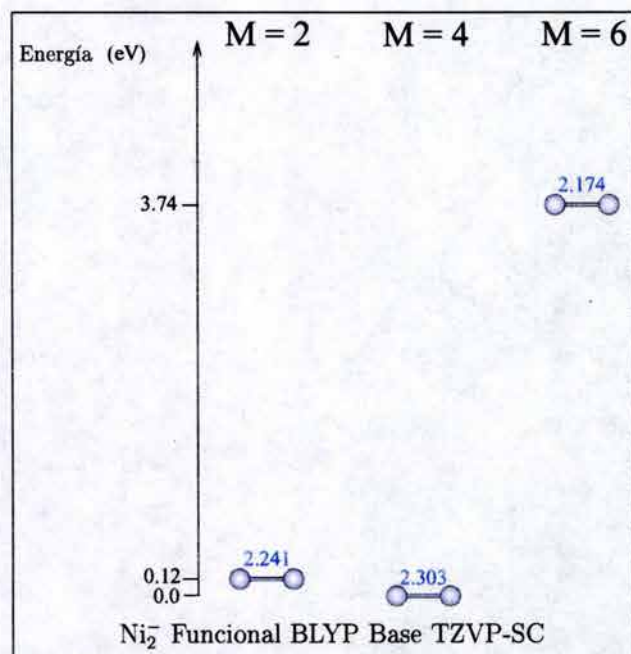 M = 2 M = 4 M = 6
Energía (eV)
2.174
3.74
2.241
0.12
2.303
0.0
Ni₂⁻ Funcional BLYP Base TZVP-SC